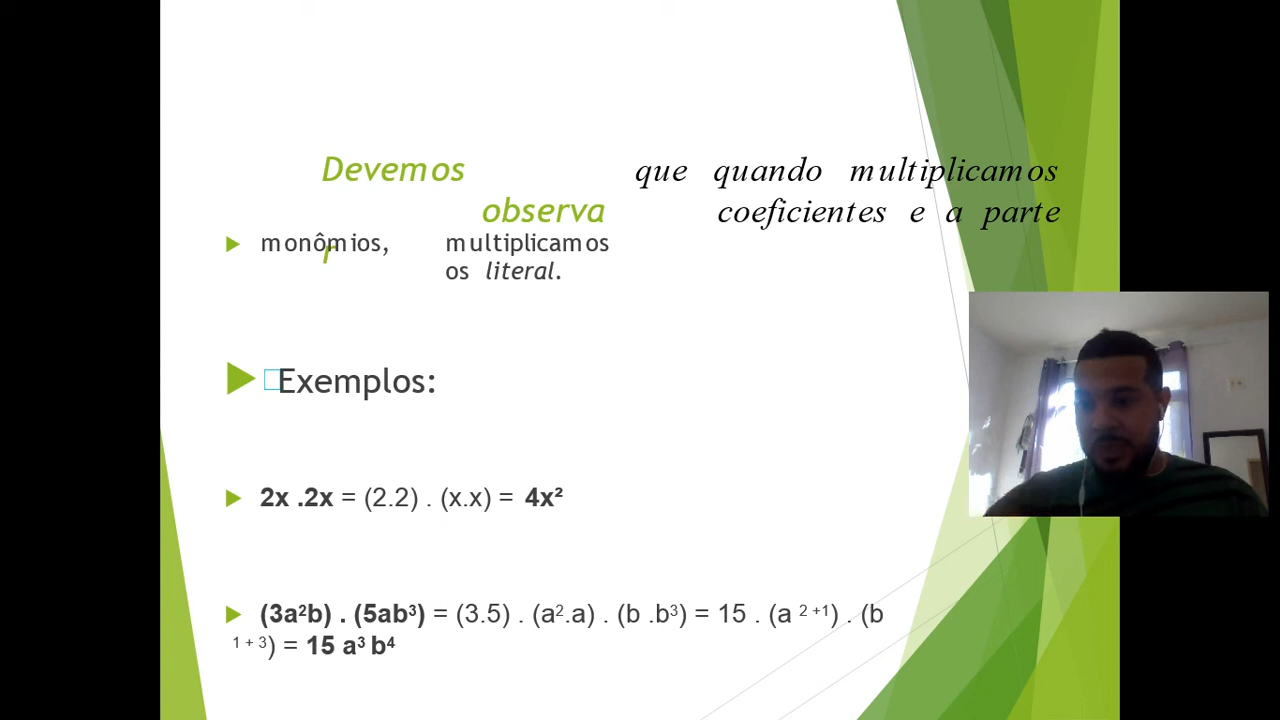 Devemos que quando multiplicamos
observa coeficientes e a parte
r
monômios, multiplicamos
os literal.
Exemplos:
2x .2x = (2.2) . (x.x) = 4x²
(3a²b) . (5ab³) = (3.5) . (a².a) . (b .b³) = 15 . (a ² ⁺¹) . (b
¹ ⁺ ³) = 15 a³ b⁴